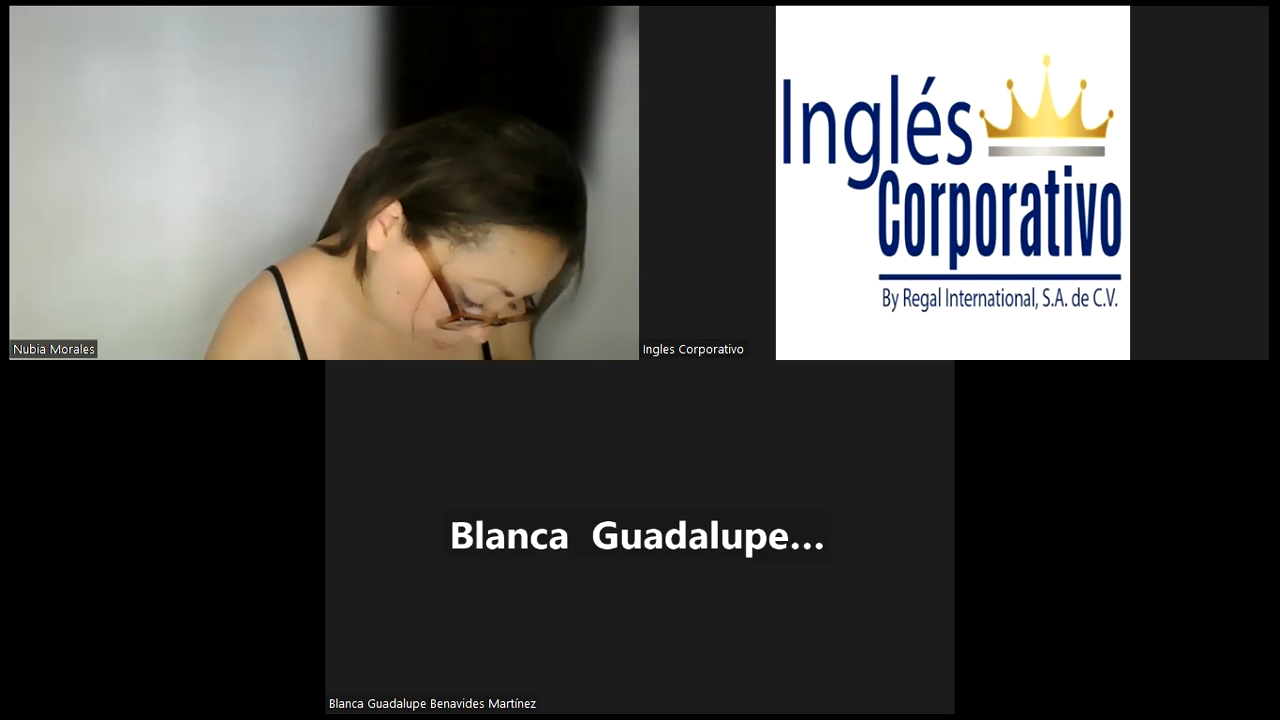 Inglés
Corporativo
By Regal International, S.A. de C.V.
Nubia Morales
Ingles Corporativo
Blanca Guadalupe...
Blanca Guadalupe Benavides Martínez